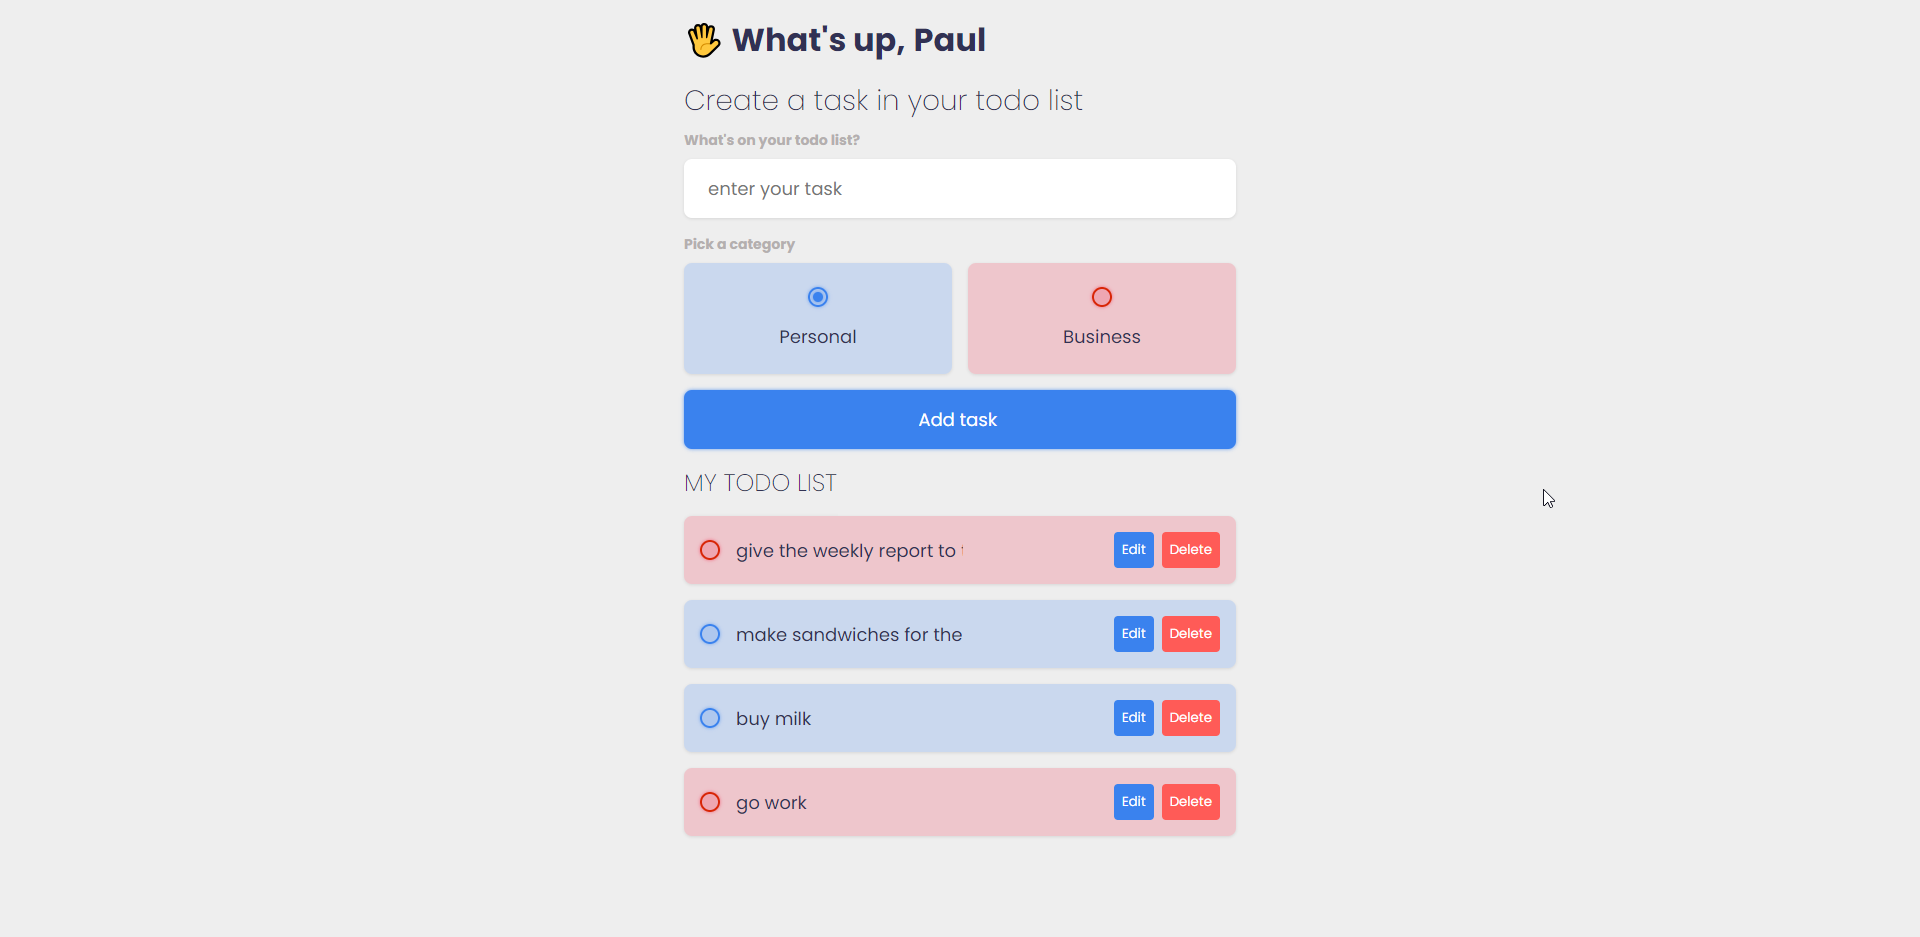 What's up, Paul
Create a task in your todo list
What's on your todo list?
enter your task
Pick a category
Personal
Business
Add task
MY TODO LIST
give the weekly report to
Edit
Delete
make sandwiches for the
Edit
Delete
buy milk
Edit
Delete
go work
Edit
Delete